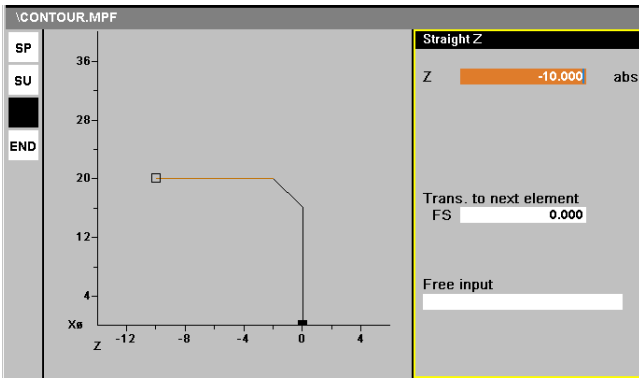 \CONTOUR.MPF
SP
SU
END
36
28
20
12
4
Xø
Z
-12
-8
-4
0
4
Straight Z
Z -10.000 abs
Trans. to next element
FS 0.000
Free input